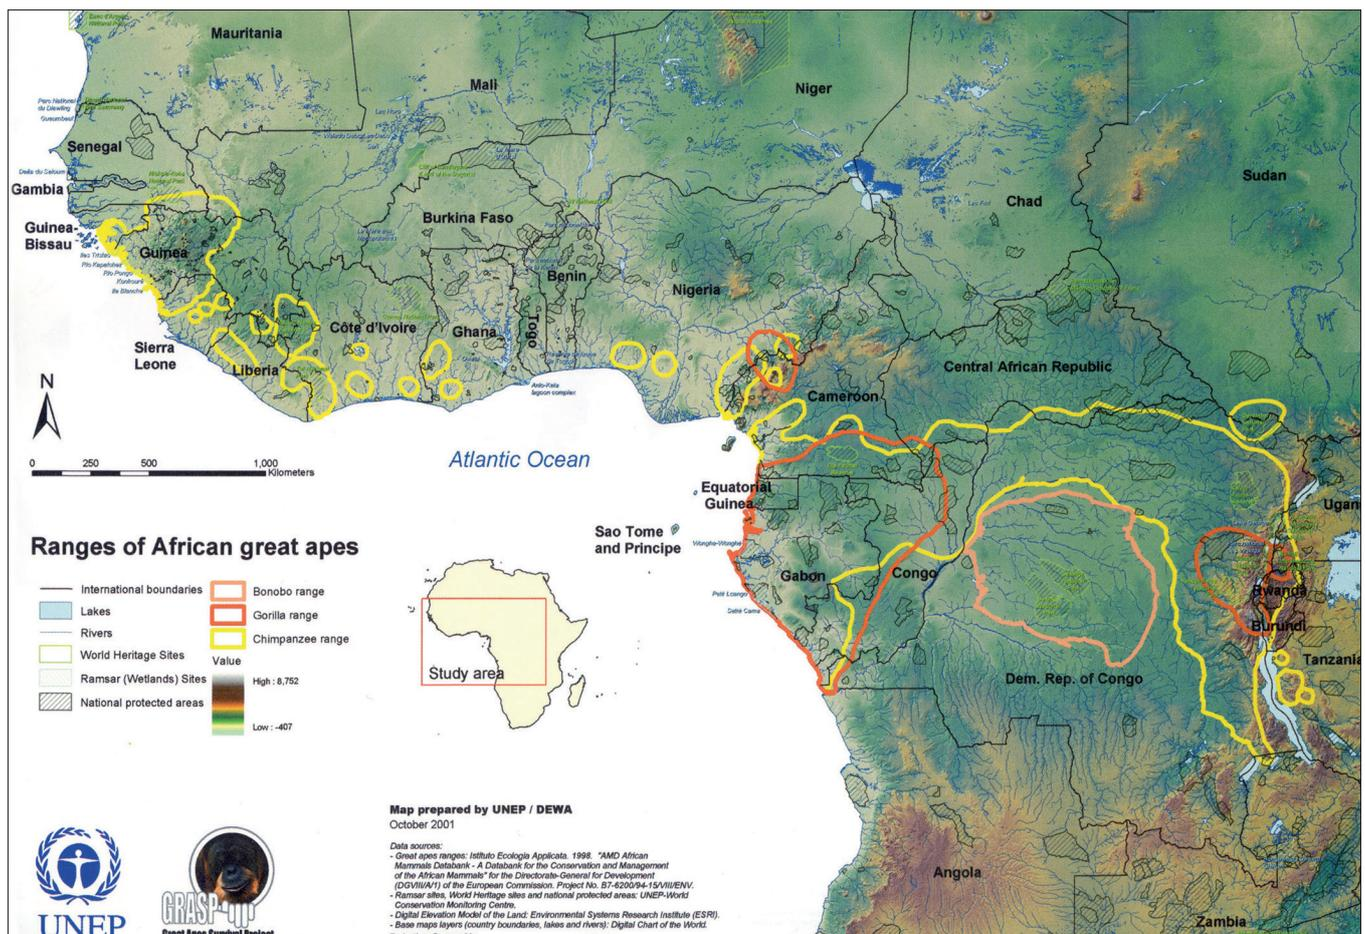 Mauritania
Mali
Niger
Senegal
Chad
Sudan
Gambia
Guinea-
Bissau
Guinea
Burkina Faso
Benin
Nigeria
Togo
Ghana
Côte d'Ivoire
Sierra
Leone
Liberia
Cameroon
Central African Republic
Atlantic Ocean
Equatorial
Guinea
Sao Tome
and Principe
Gabon
Congo
Ugan
Rwanda
Burundi
Tanzania
Dem. Rep. of Congo
Angola
Zambia
N
0 250 500 1,000
Kilometers
Ranges of African great apes
International boundaries
Lakes
Rivers
World Heritage Sites
Ramsar (Wetlands) Sites
National protected areas
Bonobo range
Gorilla range
Chimpanzee range
Value
High : 8,752
Low : -407
Study area
Map prepared by UNEP / DEWA
October 2001
Data sources:
- Great apes ranges: Istituto Ecologia Applicata. 1998. "AMD African
Mammals Databank - A Databank for the Conservation and Management
of the African Mammals" for the Directorate-General for Development
(DGVIII/A/1) of the European Commission. Project No. B7-6200/94-15/VIII/ENV.
- Ramsar sites, World Heritage sites and national protected areas: UNEP-World
Conservation Monitoring Centre.
- Digital Elevation Model of the Land: Environmental Systems Research Institute (ESRI).
- Base maps layers (country boundaries, lakes and rivers): Digital Chart of the World.
UNEP
GRASP
Great Apes Survival Project